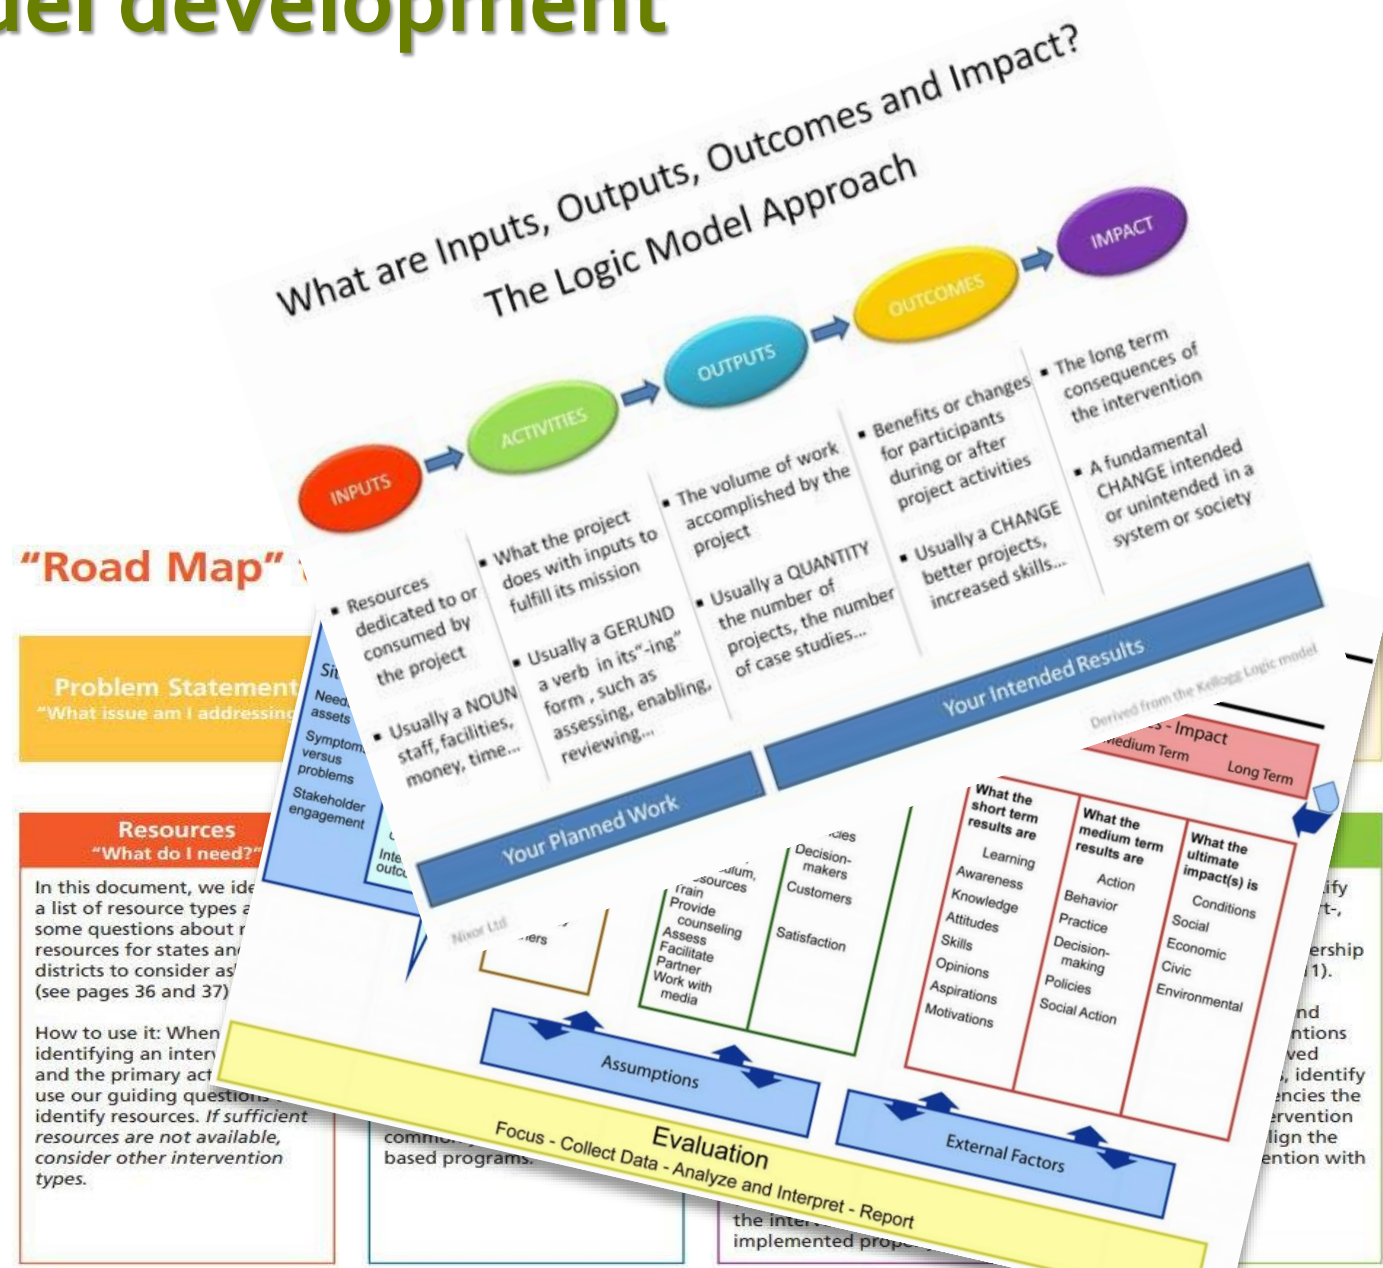 development
What are Inputs, Outputs, Outcomes and Impact?
The Logic Model Approach
INPUTS
ACTIVITIES
OUTPUTS
OUTCOMES
IMPACT
▪ Resources
dedicated to or
consumed by
the project
▪ Usually a NOUN
staff, facilities,
money, time...
▪ What the project
does with inputs to
fulfill its mission
▪ Usually a GERUND
a verb in its"-ing"
form , such as
assessing, enabling,
reviewing...
▪ The volume of work
accomplished by the
project
▪ Usually a QUANTITY
the number of
projects, the number
of case studies...
▪ Benefits or changes
for participants
during or after
project activities
▪ Usually a CHANGE
better projects,
increased skills...
▪ The long term
consequences of
the intervention
▪ A fundamental
CHANGE intended
or unintended in a
system or society
Your Planned Work
Your Intended Results
Nixor Ltd
Derived from the Kellogg Logic model
"Road Map"
Problem Statement
"What issue am I addressing
Resources
"What do I need?"
In this document, we
a list of resource types
some questions about
resources for states
districts to consider
(see pages 36 and 37)
How to use it: When
identifying an
and the primary
use our guiding questions
identify resources. If sufficient
resources are not available,
consider other intervention
types.
assets
versus
problems
Stakeholder
engagement
counseling
Train
Provide
Assess
Facilitate
Partner
Work with
media
Decision-
makers
Customers
Satisfaction
- Impact
Medium Term
Long Term
What the
short term
results are
Learning
Awareness
Knowledge
Attitudes
Skills
Opinions
Aspirations
Motivations
What the
medium term
results are
Action
Behavior
Practice
Decision-
making
Policies
Social Action
What the
ultimate
impact(s) is
Conditions
Social
Economic
Civic
Environmental
Assumptions
External Factors
Evaluation
Focus - Collect Data - Analyze and Interpret - Report
based programs.
the
implemented
11).
identify
the
align the
with